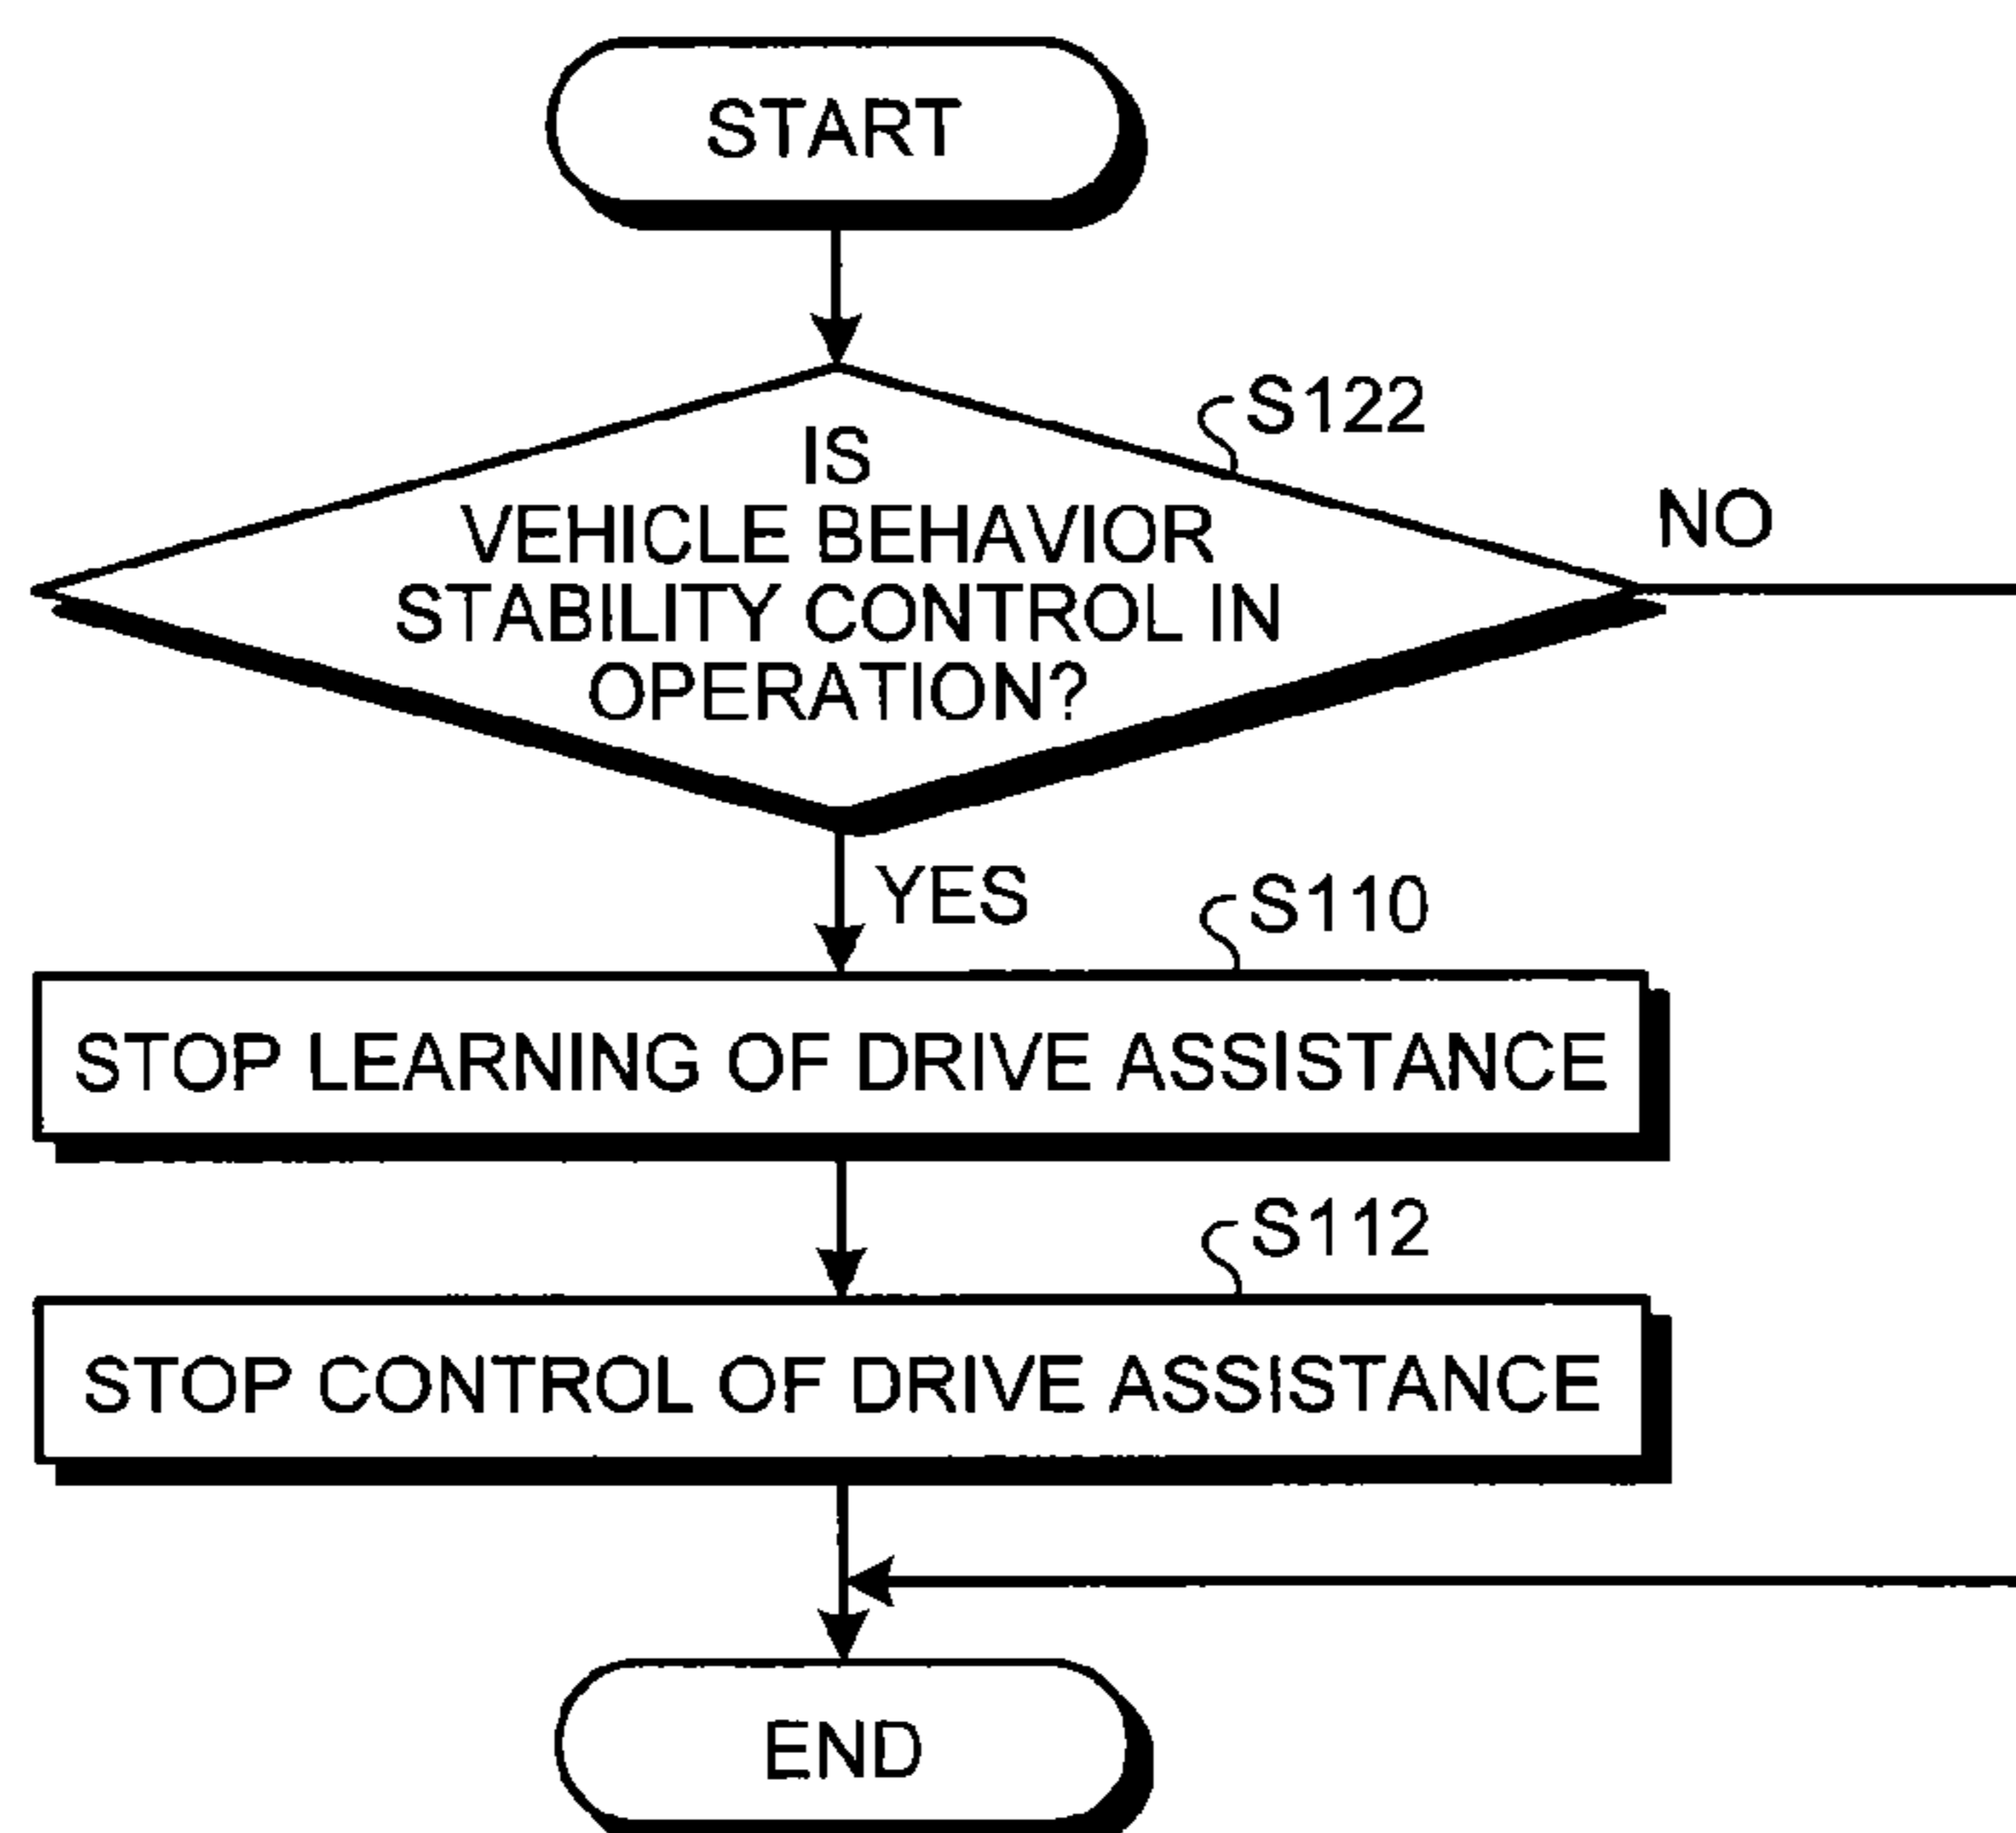 START
S122
IS
VEHICLE BEHAVIOR
STABILITY CONTROL IN
OPERATION?
NO
YES
S110
STOP LEARNING OF DRIVE ASSISTANCE
S112
STOP CONTROL OF DRIVE ASSISTANCE
END